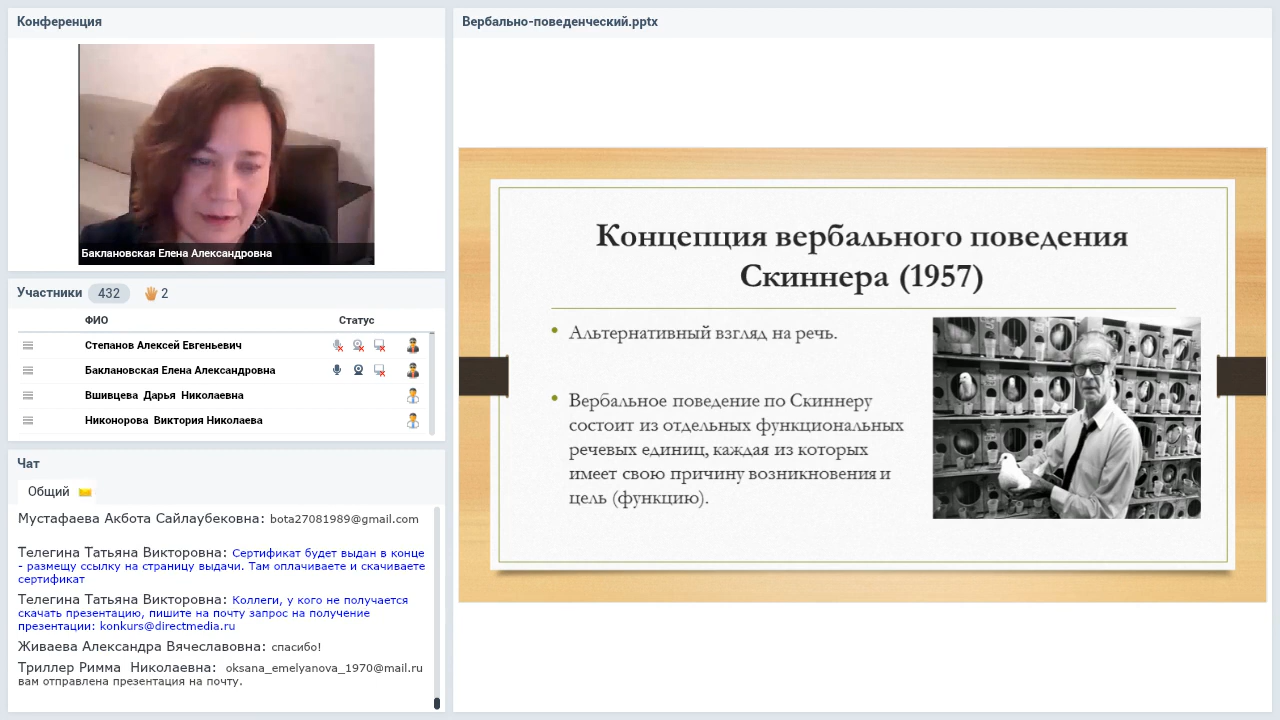 Конференция
Баклановская Елена Александровна
Участники 432 2
ФИО Статус
Степанов Алексей Евгеньевич
Баклановская Елена Александровна
Вшивцева Дарья Николаевна
Никонорова Виктория Николаева
Чат
Общий
Мустафаева Акбота Сайлаубековна: bota27081989@gmail.com
Телегина Татьяна Викторовна: Сертификат будет выдан в конце
- размещу ссылку на страницу выдачи. Там оплачиваете и скачиваете
сертификат
Телегина Татьяна Викторовна: Коллеги, у кого не получается
скачать презентацию, пишите на почту запрос на получение
презентации: konkurs@directmedia.ru
Живаева Александра Вячеславовна: спасибо!
Триллер Римма Николаевна: oksana_emelyanova_1970@mail.ru
вам отправлена презентация на почту.
Вербально-поведенческий.pptx
Концепция вербального поведения
Скиннера (1957)
• Альтернативный взгляд на речь.
• Вербальное поведение по Скиннеру
состоит из отдельных функциональных
речевых единиц, каждая из которых
имеет свою причину возникновения и
цель (функцию).